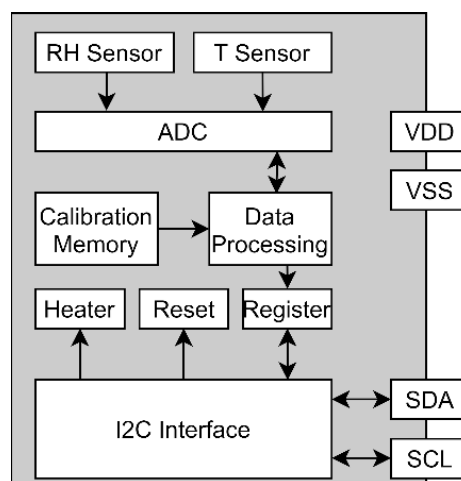 RH Sensor
T Sensor
ADC
VDD
VSS
Calibration
Memory
Data
Processing
Heater
Reset
Register
I2C Interface
SDA
SCL